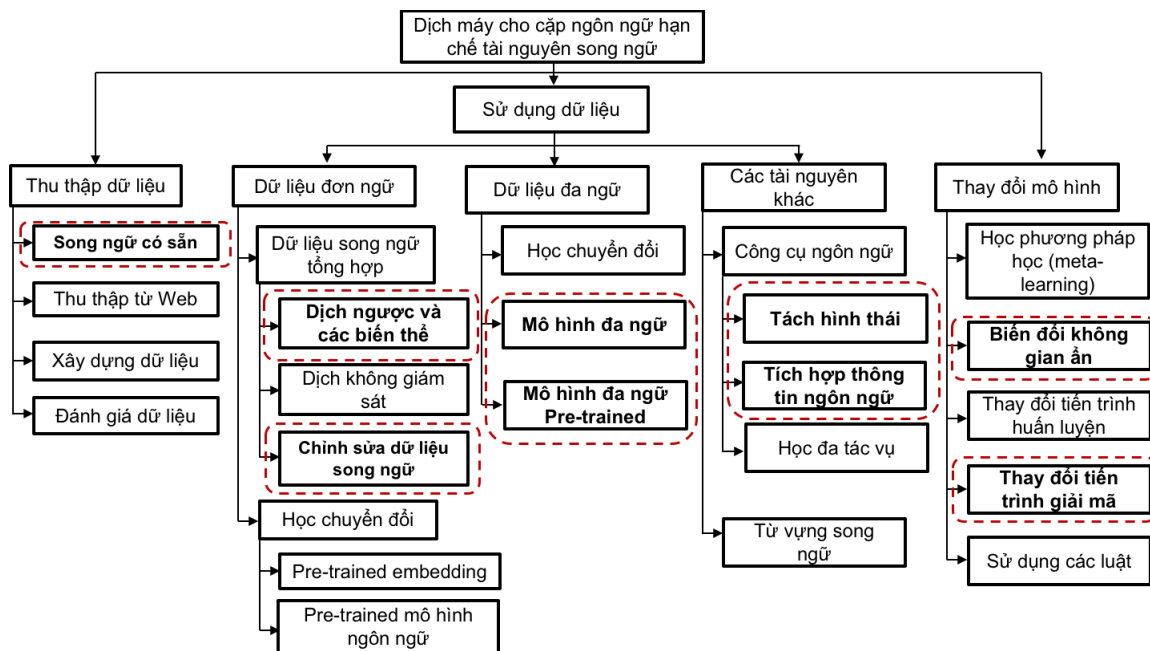 Dịch máy cho cặp ngôn ngữ hạn
chế tài nguyên song ngữ
Sử dụng dữ liệu
Thu thập dữ liệu
Song ngữ có sẵn
Thu thập từ Web
Xây dựng dữ liệu
Đánh giá dữ liệu
Dữ liệu đơn ngữ
Dữ liệu song ngữ
tổng hợp
Dịch ngược và
các biến thể
Dịch không giám
sát
Chỉnh sửa dữ liệu
song ngữ
Học chuyển đổi
Pre-trained embedding
Pre-trained mô hình
ngôn ngữ
Dữ liệu đa ngữ
Học chuyển đổi
Mô hình đa ngữ
Mô hình đa ngữ
Pre-trained
Các tài nguyên
khác
Công cụ ngôn ngữ
Tách hình thái
Tích hợp thông
tin ngôn ngữ
Học đa tác vụ
Từ vựng song
ngữ
Thay đổi mô hình
Học phương pháp
học (meta-
learning)
Biến đối không
gian ẩn
Thay đổi tiến trình
huấn luyện
Thay đổi tiến
trình giải mã
Sử dụng các luật